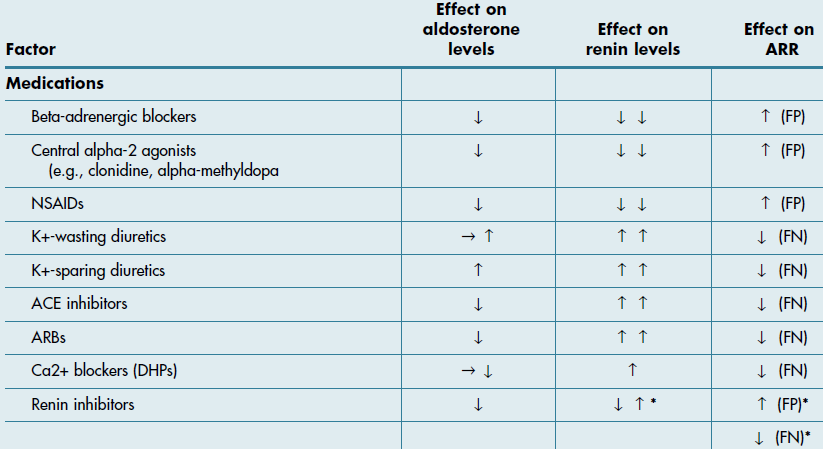 Factor Effect on aldosterone levels Effect on renin levels Effect on ARR
Medications
Beta-adrenergic blockers ↓ ↓ ↓ ↑ (FP)
Central alpha-2 agonists ↓ ↓ ↓ ↑ (FP)
(e.g., clonidine, alpha-methyldopa
NSAIDs ↓ ↓ ↓ ↑ (FP)
K+-wasting diuretics → ↑ ↑ ↑ ↓ (FN)
K+-sparing diuretics ↑ ↑ ↑ ↓ (FN)
ACE inhibitors ↓ ↑ ↑ ↓ (FN)
ARBs ↓ ↑ ↑ ↓ (FN)
Ca2+ blockers (DHPs) → ↓ ↑ ↓ (FN)
Renin inhibitors ↓ ↓ ↑ * ↑ (FP)*
↓ (FN)*